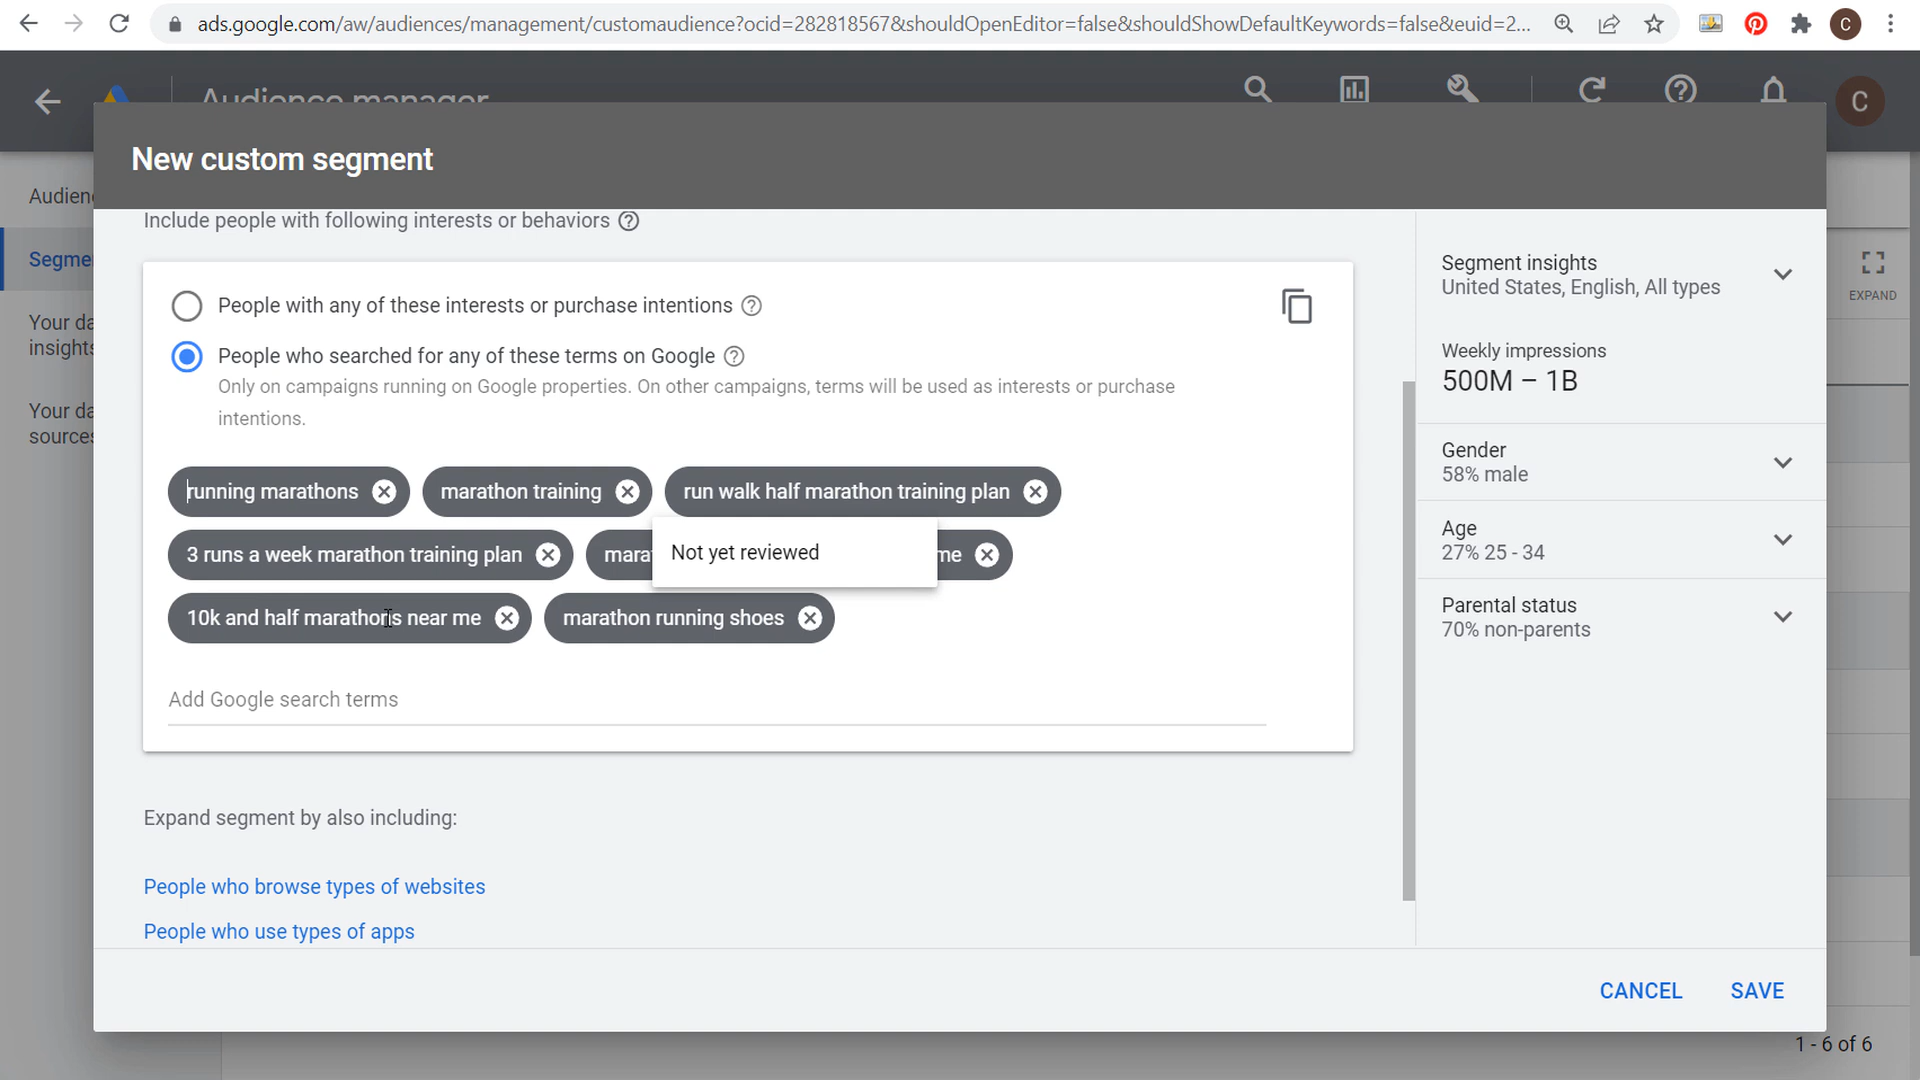 ads.google.com/aw/audiences/management/customaudience?ocid=282818567&shouldOpenEditor=false&shouldShowDefaultKeywords=false&euid=2...
C
Audience manager
C
New custom segment
Audien
Segme
Your da
insights
Your da
sources
EXPAND
Include people with following interests or behaviors ?
People with any of these interests or purchase intentions ?
People who searched for any of these terms on Google ?
Only on campaigns running on Google properties. On other campaigns, terms will be used as interests or purchase
intentions.
running marathons
marathon training
run walk half marathon training plan
3 runs a week marathon training plan
mara
Not yet reviewed
me
10k and half marathons near me
marathon running shoes
Add Google search terms
Expand segment by also including:
People who browse types of websites
People who use types of apps
Segment insights
United States, English, All types
Weekly impressions
500M – 1B
Gender
58% male
Age
27% 25 - 34
Parental status
70% non-parents
CANCEL
SAVE
1 - 6 of 6